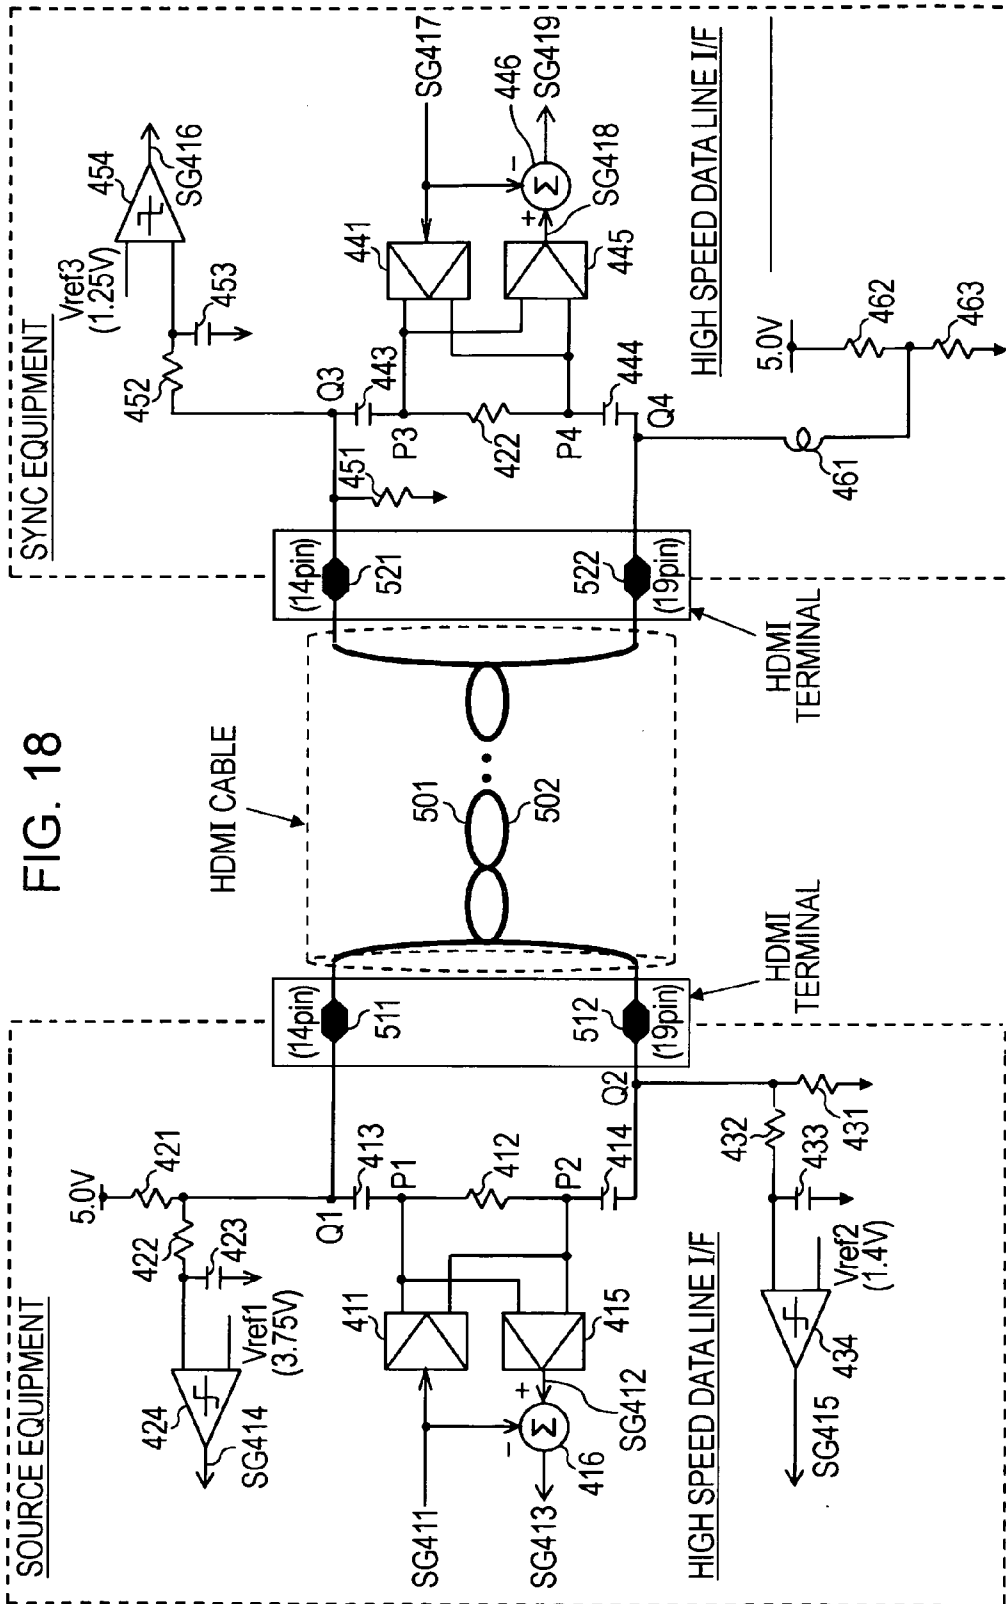 FIG. 18
SOURCE EQUIPMENT
5.0V
421
422
423
424
Vref1
(3.75V)
SG414
Q1
413
P1
412
P2
414
Q2
411
415
SG411
SG412
416
SG413
HIGH SPEED DATA LINE I/F
432
433
431
Vref2
(1.4V)
434
SG415
(14pin)
511
512
(19pin)
HDMI
TERMINAL
HDMI CABLE
501
502
(14pin)
521
522
(19pin)
HDMI
TERMINAL
SYNC EQUIPMENT
Vref3
(1.25V)
454
SG416
453
452
Q3
443
451
P3
422
P4
444
Q4
441
445
SG417
446
SG419
SG418
HIGH SPEED DATA LINE I/F
5.0V
462
463
461
- 
+
Σ
-
+
Σ